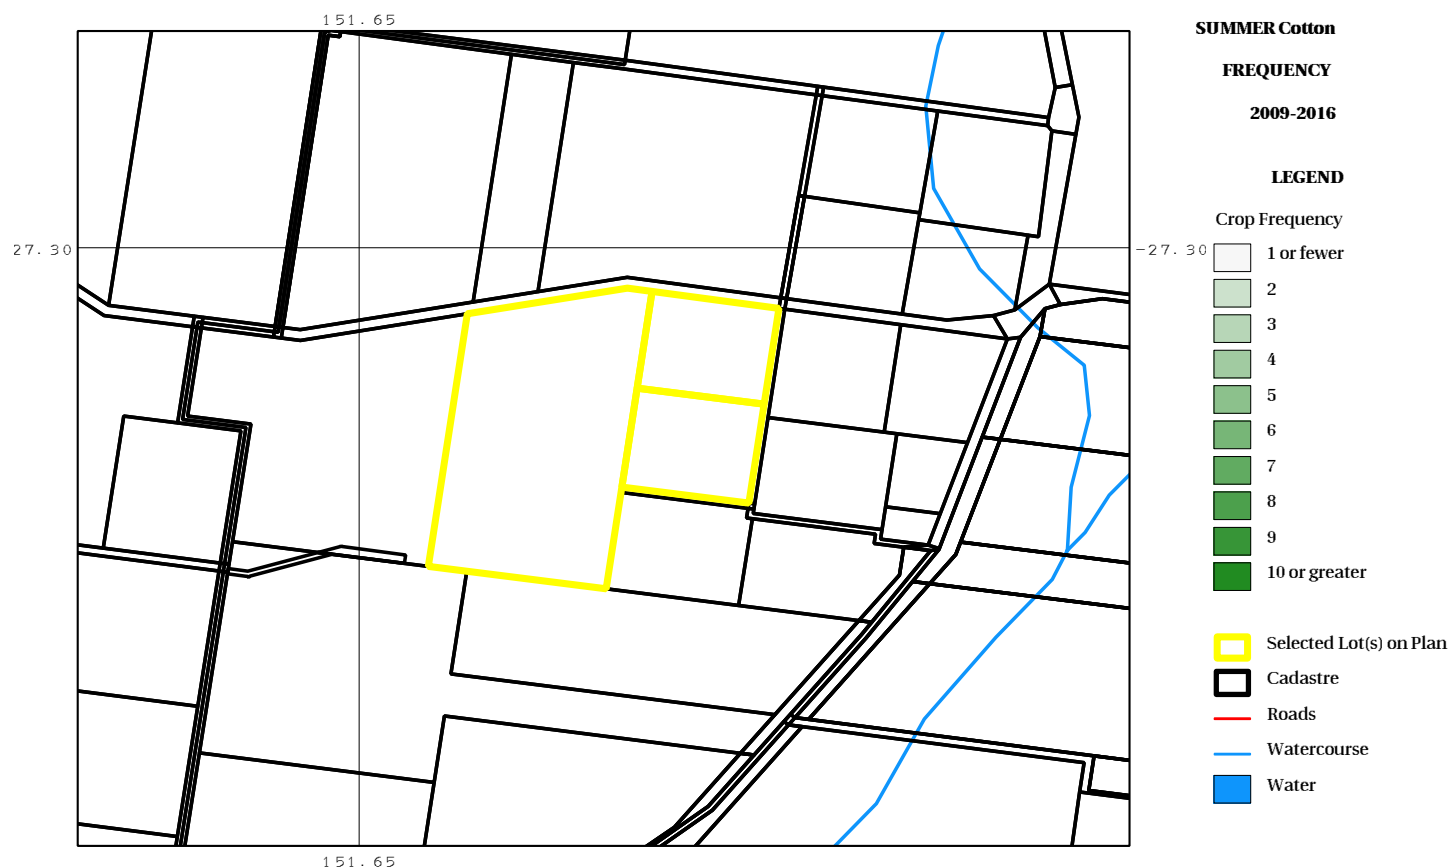 151.65
SUMMER Cotton
FREQUENCY
2009-2016
LEGEND
Crop Frequency
27.30
-27.30
1 or fewer
2
3
4
5
6
7
8
9
10 or greater
Selected Lot(s) on Plan
Cadastre
Roads
Watercourse
Water
151.65